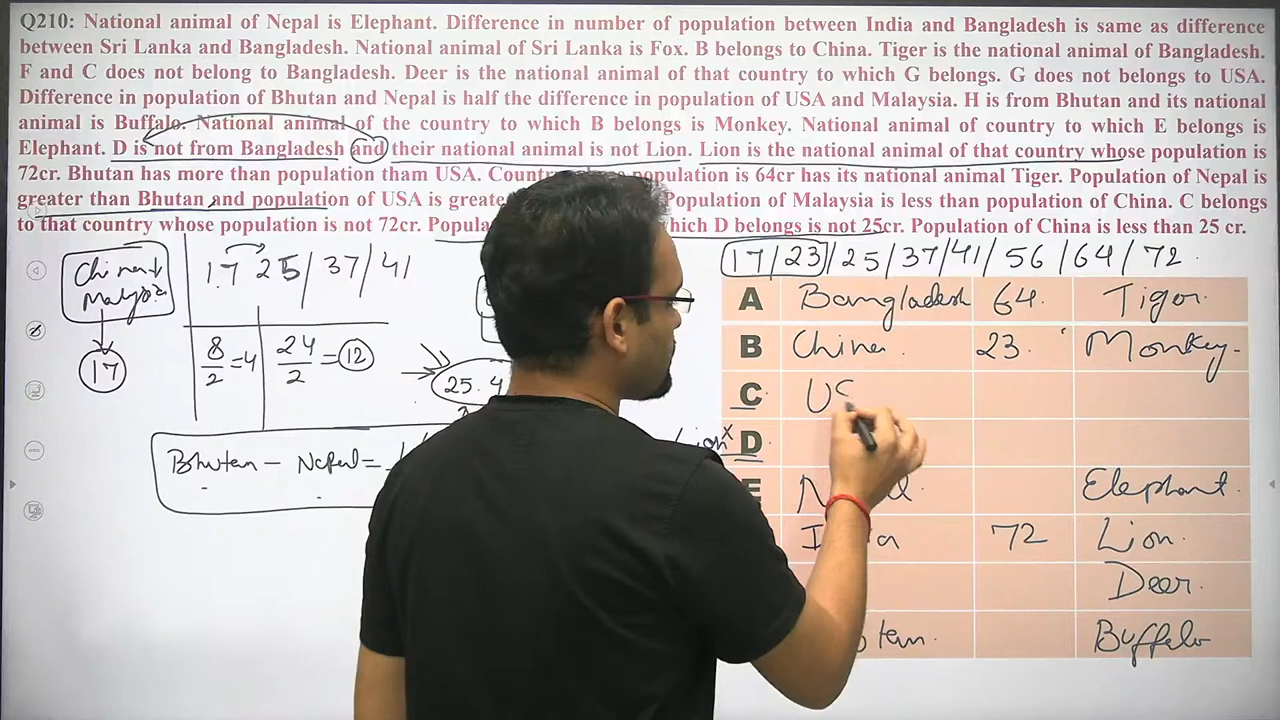 Q210: National animal of Nepal is Elephant. Difference in number of population between India and Bangladesh is same as difference
between Sri Lanka and Bangladesh. National animal of Sri Lanka is Fox. B belongs to China. Tiger is the national animal of Bangladesh.
F and C does not belong to Bangladesh. Deer is the national animal of that country to which G belongs. G does not belongs to USA.
Difference in population of Bhutan and Nepal is half the difference in population of USA and Malaysia. H is from Bhutan and its national
animal is Buffalo. National animal of the country to which B belongs is Monkey. National animal of country to which E belongs is
Elephant. D is not from Bangladesh and their national animal is not Lion. Lion is the national animal of that country whose population is
72cr. Bhutan has more than population tham USA. population is 64cr has its national animal Tiger. Population of Nepal is
greater than Bhutan and population of USA is Population of Malaysia is less than population of China. C belongs
to that country whose population is not 72cr. which D belongs is not 25cr. Population of China is less than 25 cr.
17/23/25/37/41/56/64/72.
17 25/37/41
8/2=4
24/2=12
17
25.4
Bhutan - Nepal=
A Bangladesh 64. Tiger.
B China. 23. Monkey.
C US
x D
Elephant.
72 Lion.
Deer.
Buffalo